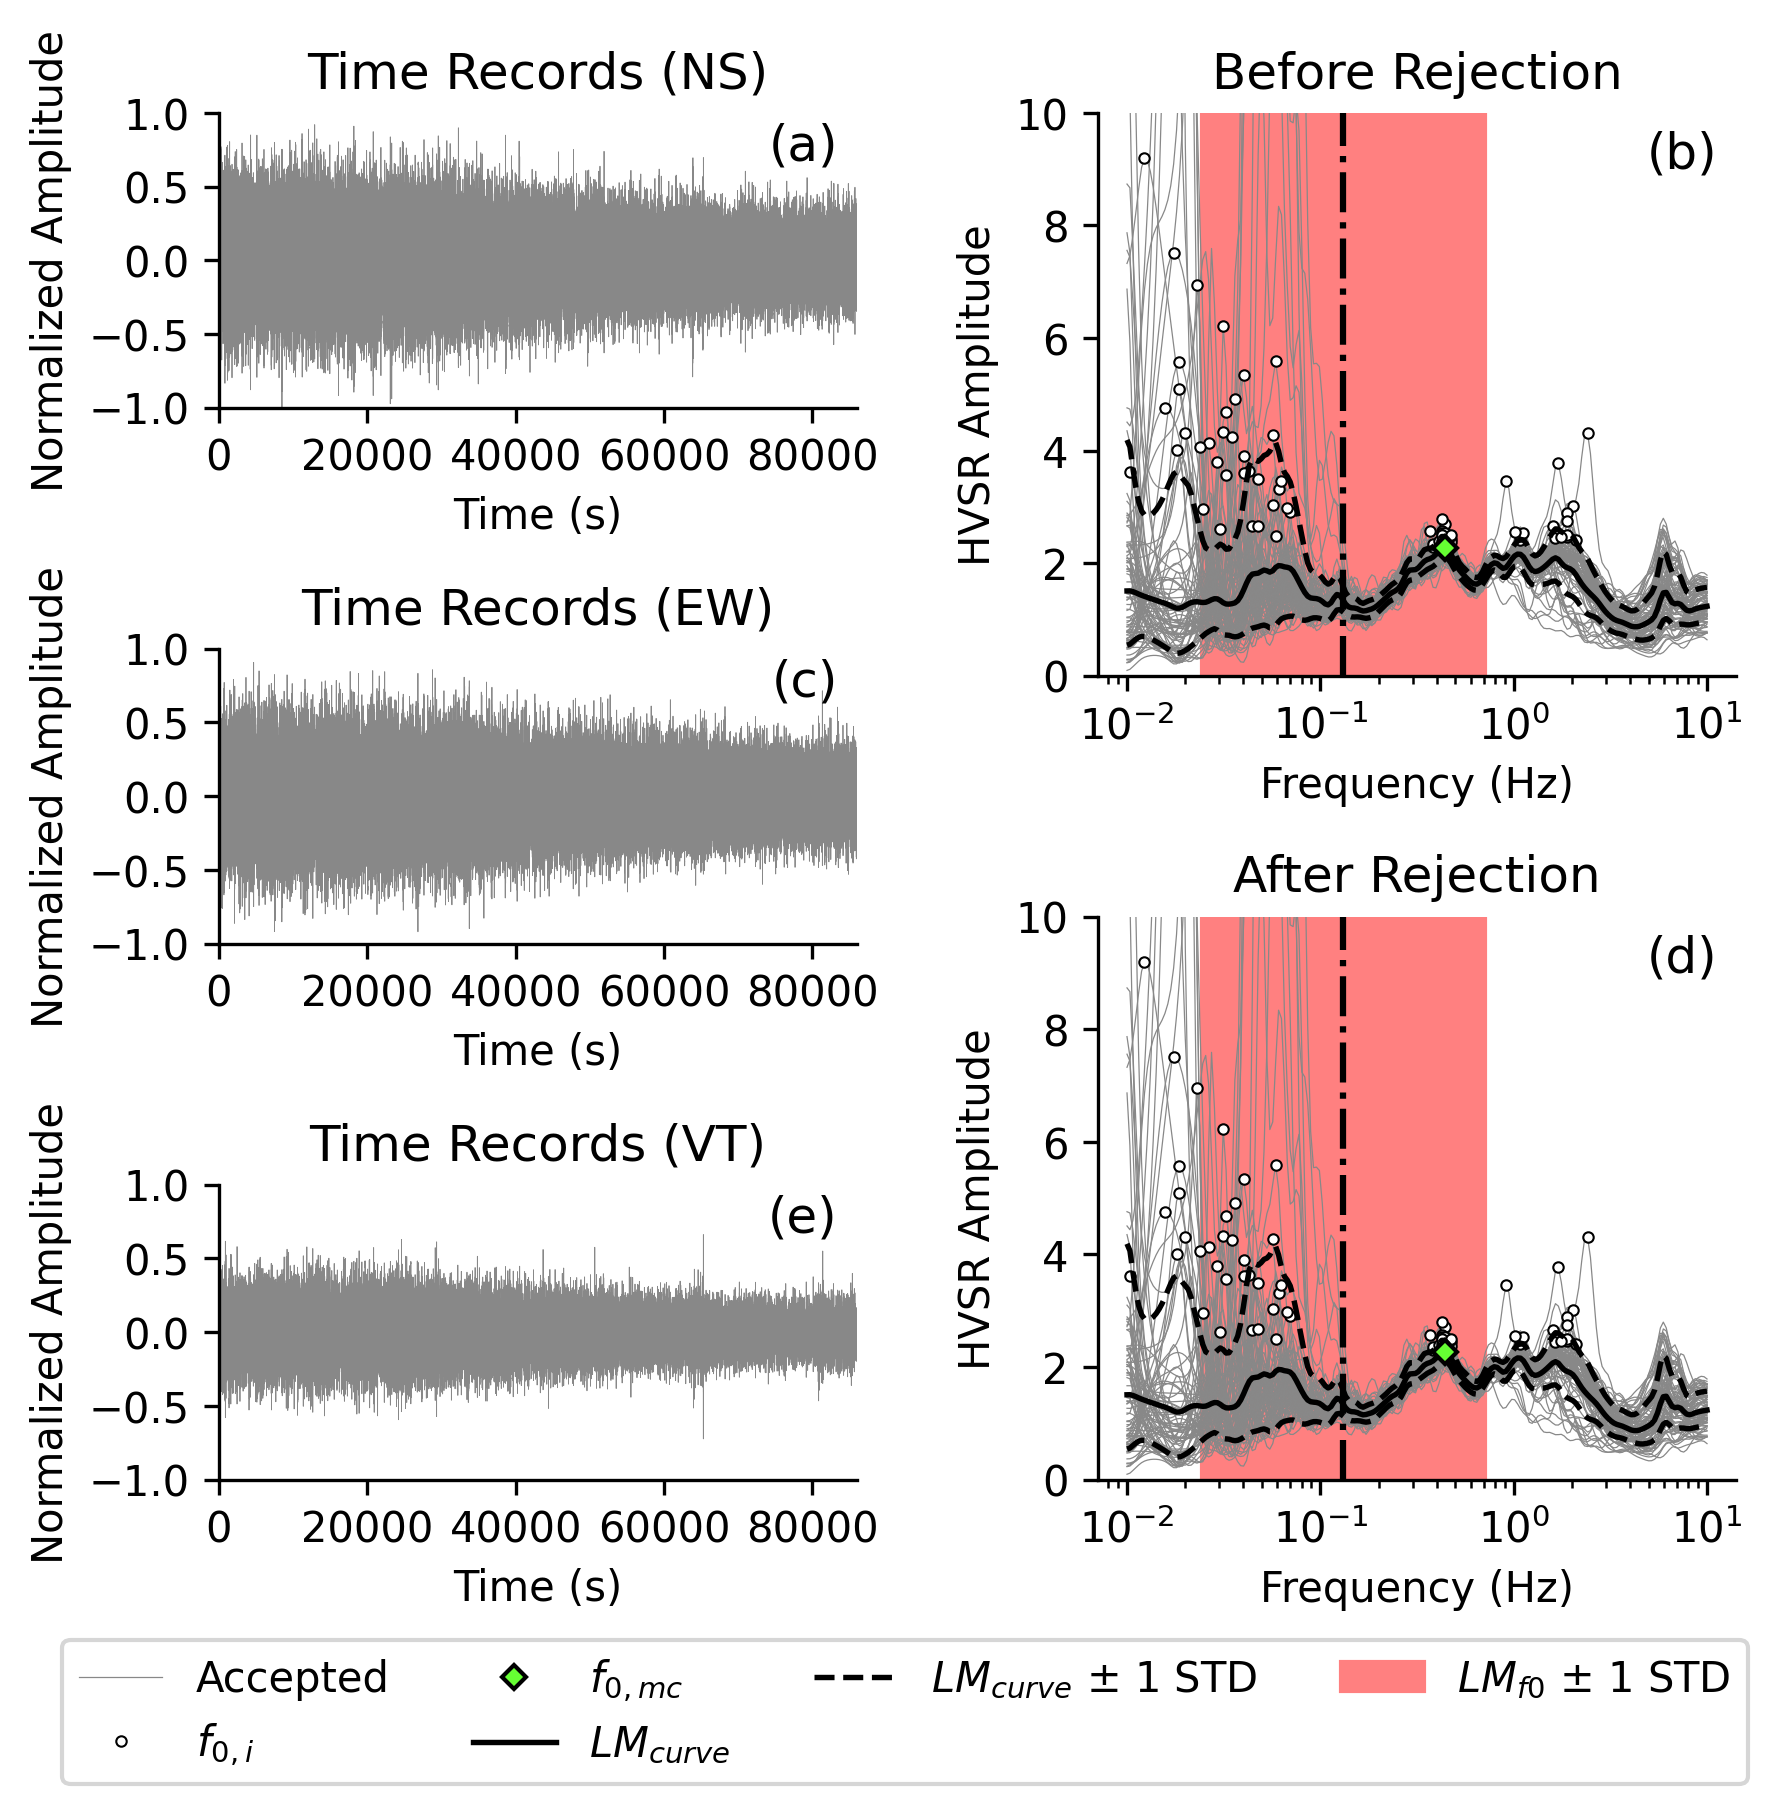 Time Records (NS)
(a)
Normalized Amplitude
1.0
0.5
0.0
−0.5
−1.0
0 20000 40000 60000 80000
Time (s)
Before Rejection
(b)
HVSR Amplitude
10
8
6
4
2
0
10⁻² 10⁻¹ 10⁰ 10¹
Frequency (Hz)
Time Records (EW)
(c)
Normalized Amplitude
1.0
0.5
0.0
−0.5
−1.0
0 20000 40000 60000 80000
Time (s)
After Rejection
(d)
HVSR Amplitude
10
8
6
4
2
0
10⁻² 10⁻¹ 10⁰ 10¹
Frequency (Hz)
Time Records (VT)
(e)
Normalized Amplitude
1.0
0.5
0.0
−0.5
−1.0
0 20000 40000 60000 80000
Time (s)
Accepted f0,mc LMcurve ± 1 STD LMf0 ± 1 STD
f0,i LMcurve